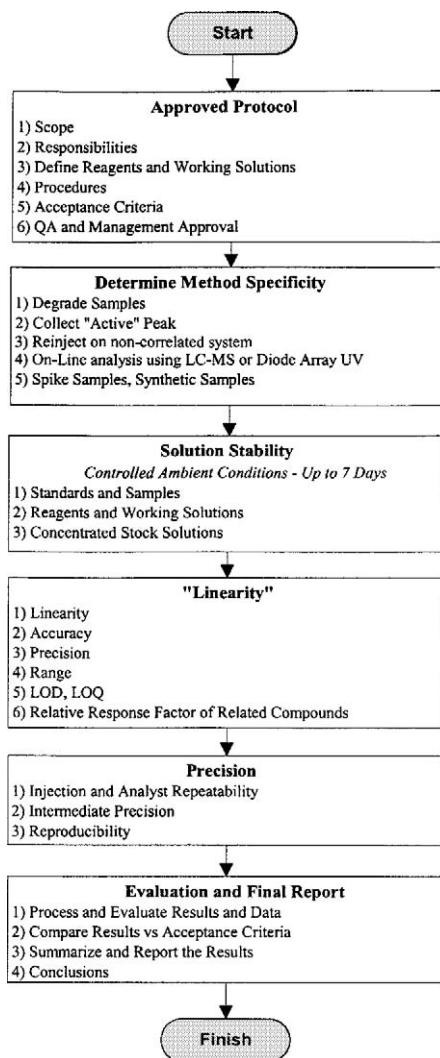 Start
Approved Protocol
1) Scope
2) Responsibilities
3) Define Reagents and Working Solutions
4) Procedures
5) Acceptance Criteria
6) QA and Management Approval
Determine Method Specificity
1) Degrade Samples
2) Collect "Active" Peak
3) Reinject on non-correlated system
4) On-Line analysis using LC-MS or Diode Array UV
5) Spike Samples, Synthetic Samples
Solution Stability
Controlled Ambient Conditions - Up to 7 Days
1) Standards and Samples
2) Reagents and Working Solutions
3) Concentrated Stock Solutions
"Linearity"
1) Linearity
2) Accuracy
3) Precision
4) Range
5) LOD, LOQ
6) Relative Response Factor of Related Compounds
Precision
1) Injection and Analyst Repeatability
2) Intermediate Precision
3) Reproducibility
Evaluation and Final Report
1) Process and Evaluate Results and Data
2) Compare Results vs Acceptance Criteria
3) Summarize and Report the Results
4) Conclusions
Finish